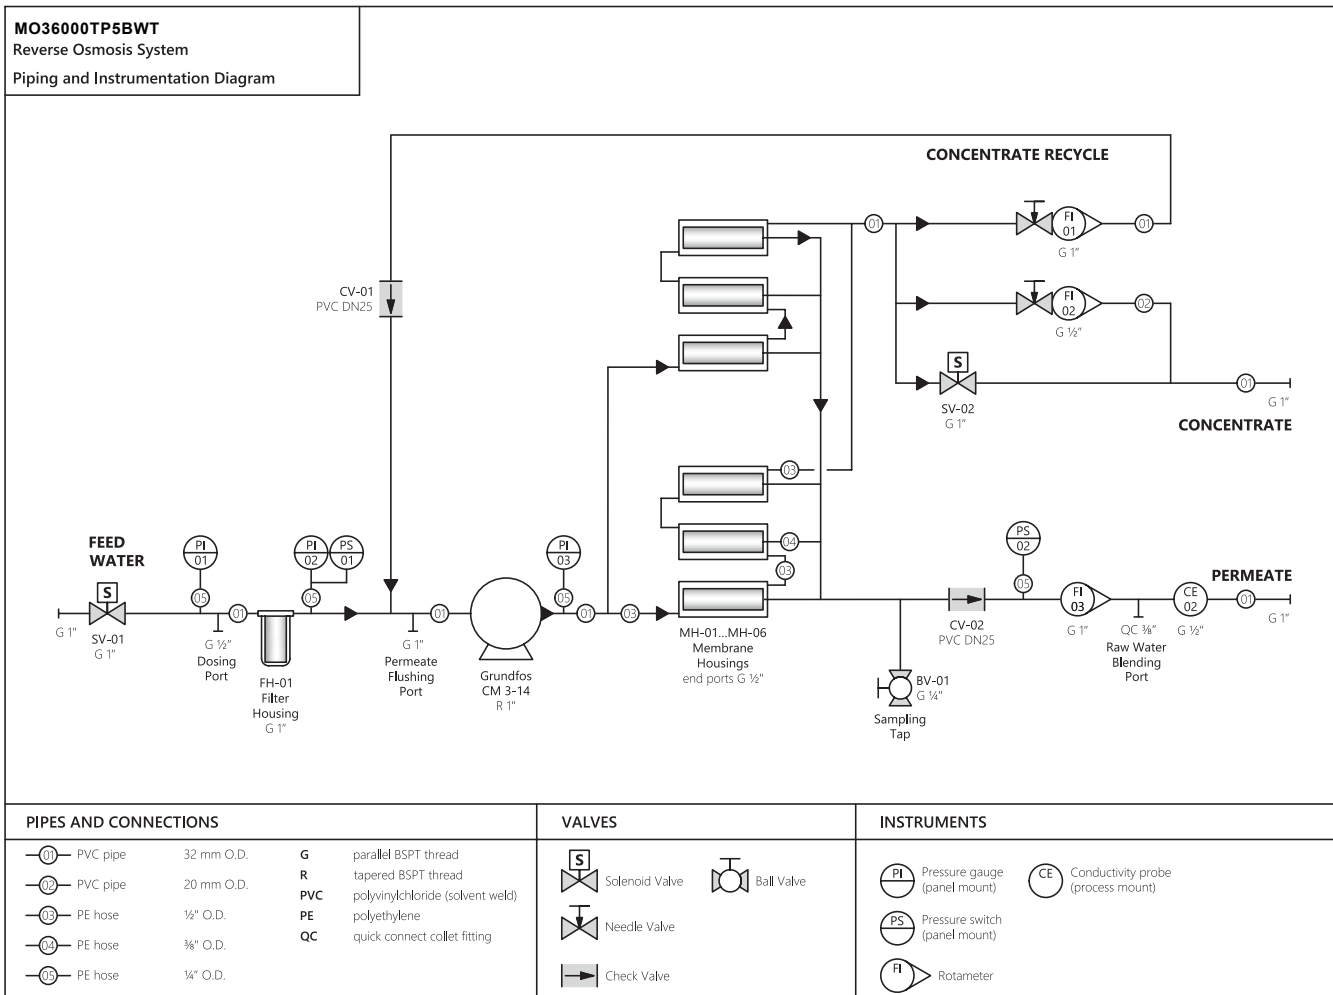 MO36000TP5BWT
Reverse Osmosis System
Piping and Instrumentation Diagram
CONCENTRATE RECYCLE
01
FI
01
01
G 1"
CV-01
PVC DN25
FI
02
02
G ½"
S
SV-02
G 1"
01
G 1"
CONCENTRATE
03
04
03
FEED
WATER
S
G 1"
SV-01
G 1"
PI
01
05
01
G ½"
Dosing
Port
PI
02
PS
01
05
FH-01
Filter
Housing
G 1"
01
G 1"
Permeate
Flushing
Port
Grundfos
CM 3-14
R 1"
PI
03
05
01
03
MH-01...MH-06
Membrane
Housings
end ports G ½"
BV-01
G ¼"
Sampling
Tap
CV-02
PVC DN25
PS
02
05
FI
03
G 1"
QC ⅜"
Raw Water
Blending
Port
CE
02
G ½"
PERMEATE
01
G 1"
PIPES AND CONNECTIONS
01 PVC pipe 32 mm O.D.
02 PVC pipe 20 mm O.D.
03 PE hose ½" O.D.
04 PE hose ⅜" O.D.
05 PE hose ¼" O.D.
G parallel BSPT thread
R tapered BSPT thread
PVC polyvinylchloride (solvent weld)
PE polyethylene
QC quick connect collet fitting
VALVES
S Solenoid Valve
Ball Valve
Needle Valve
Check Valve
INSTRUMENTS
PI Pressure gauge
(panel mount)
CE Conductivity probe
(process mount)
PS Pressure switch
(panel mount)
FI Rotameter